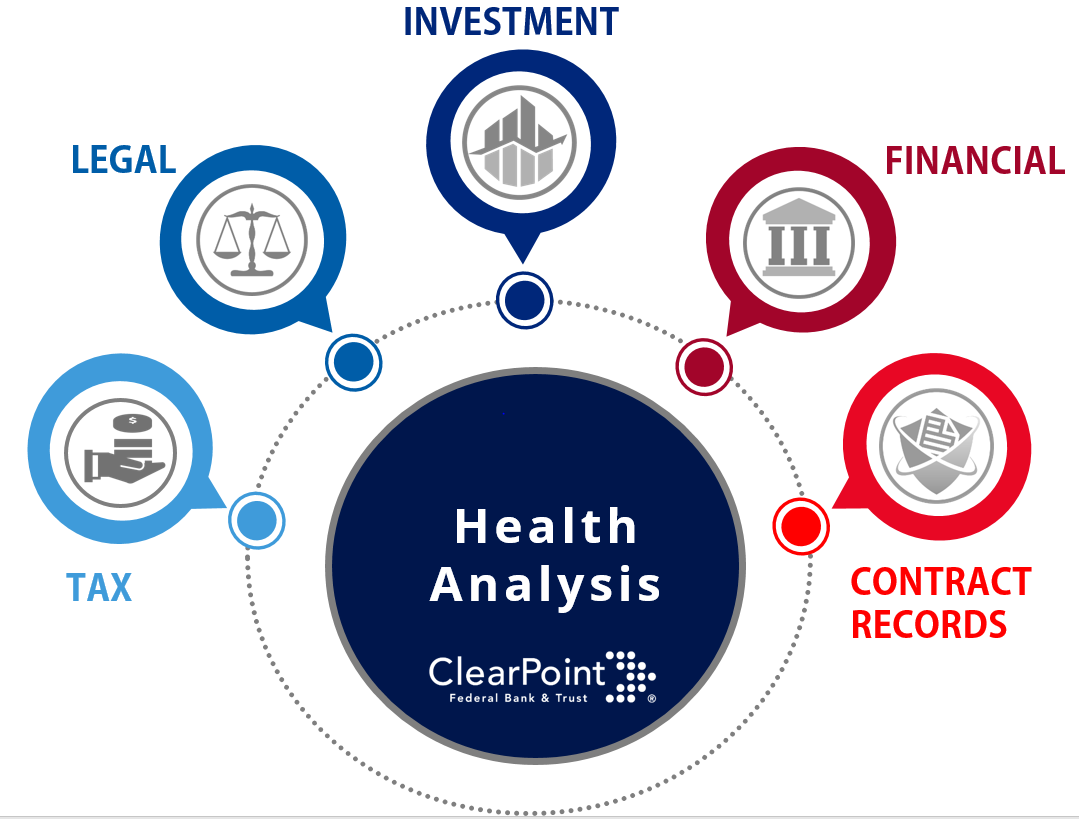 INVESTMENT
LEGAL
FINANCIAL
$
TAX
Health
Analysis
CONTRACT
RECORDS
ClearPoint
Federal Bank & Trust ®